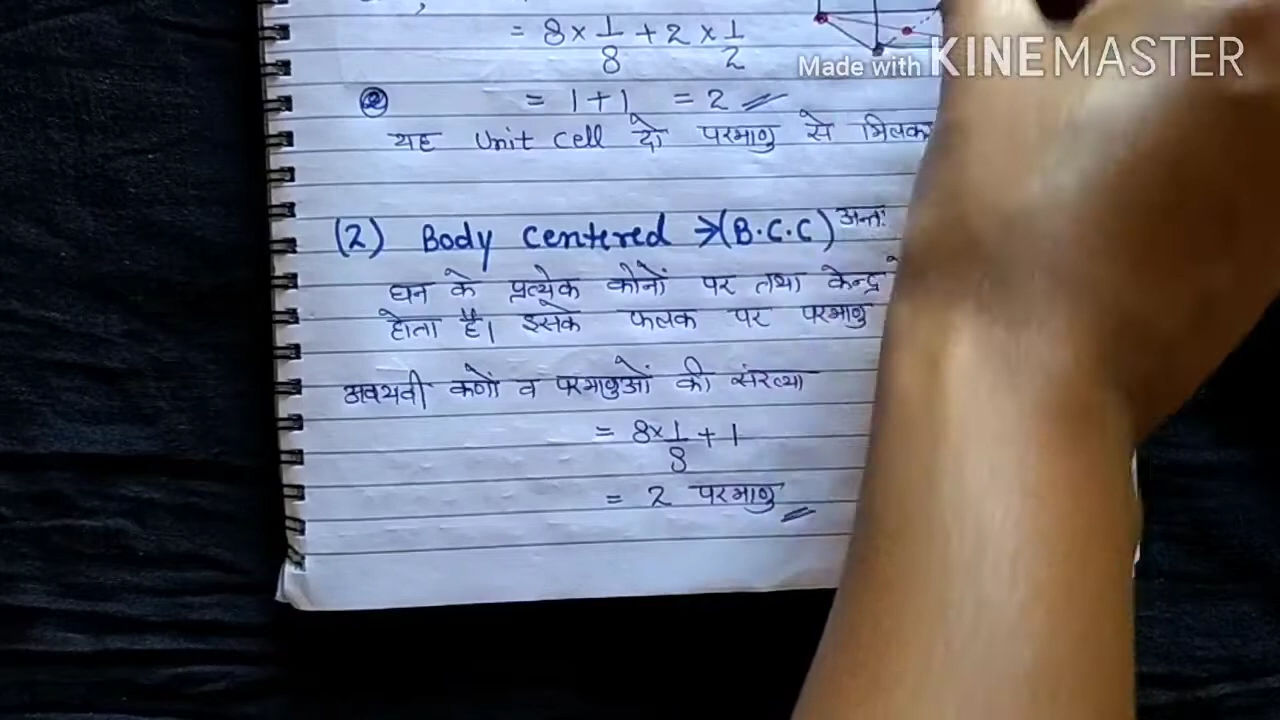 = 8 × 1/8 + 2 × 1/2
Made with KINEMASTER
= 1 + 1 = 2
यह Unit cell दो परमाणु से मिलक
(2) Body Centered → (B.C.C) अन्तः
घन के प्रत्येक कोनों पर तथा केन्द्र
होता है। इसके फलक पर परमाणु
अवयवी कणों व परमाणुओं की संख्या
= 8 × 1/8 + 1
= 2 परमाणु